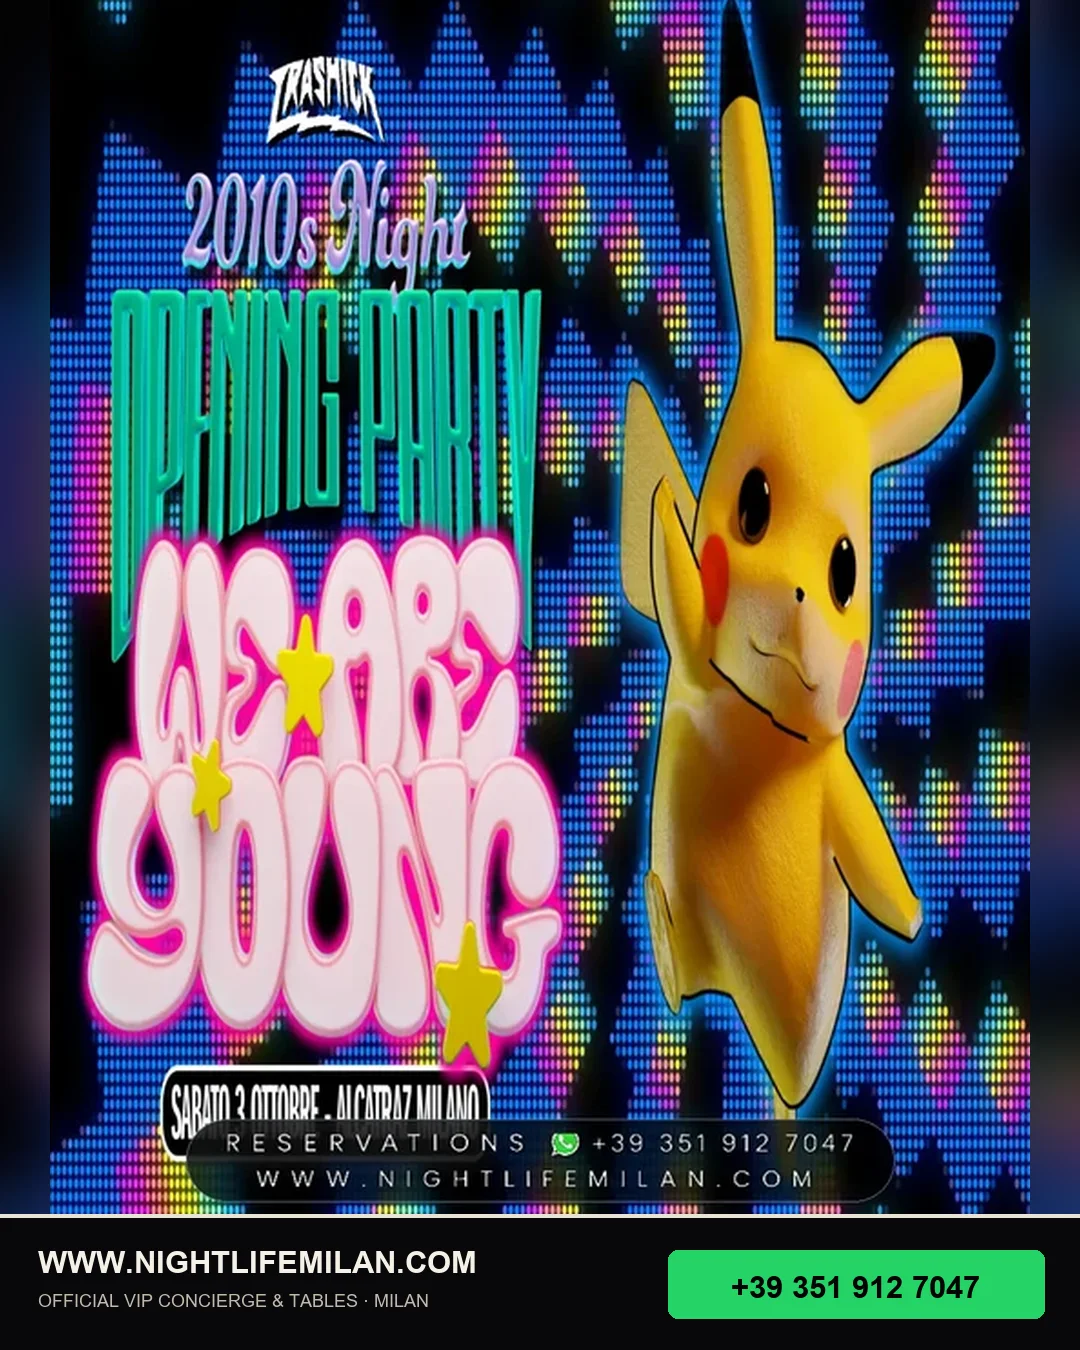 TRASHICK
2010s Night
OPENING PARTY
WE ARE
YOUNG
SABATO 3 OTTOBRE - ALCATRAZ MILANO
RESERVATIONS +39 351 912 7047
WWW.NIGHTLIFEMILAN.COM
WWW.NIGHTLIFEMILAN.COM
OFFICIAL VIP CONCIERGE & TABLES · MILAN
+39 351 912 7047